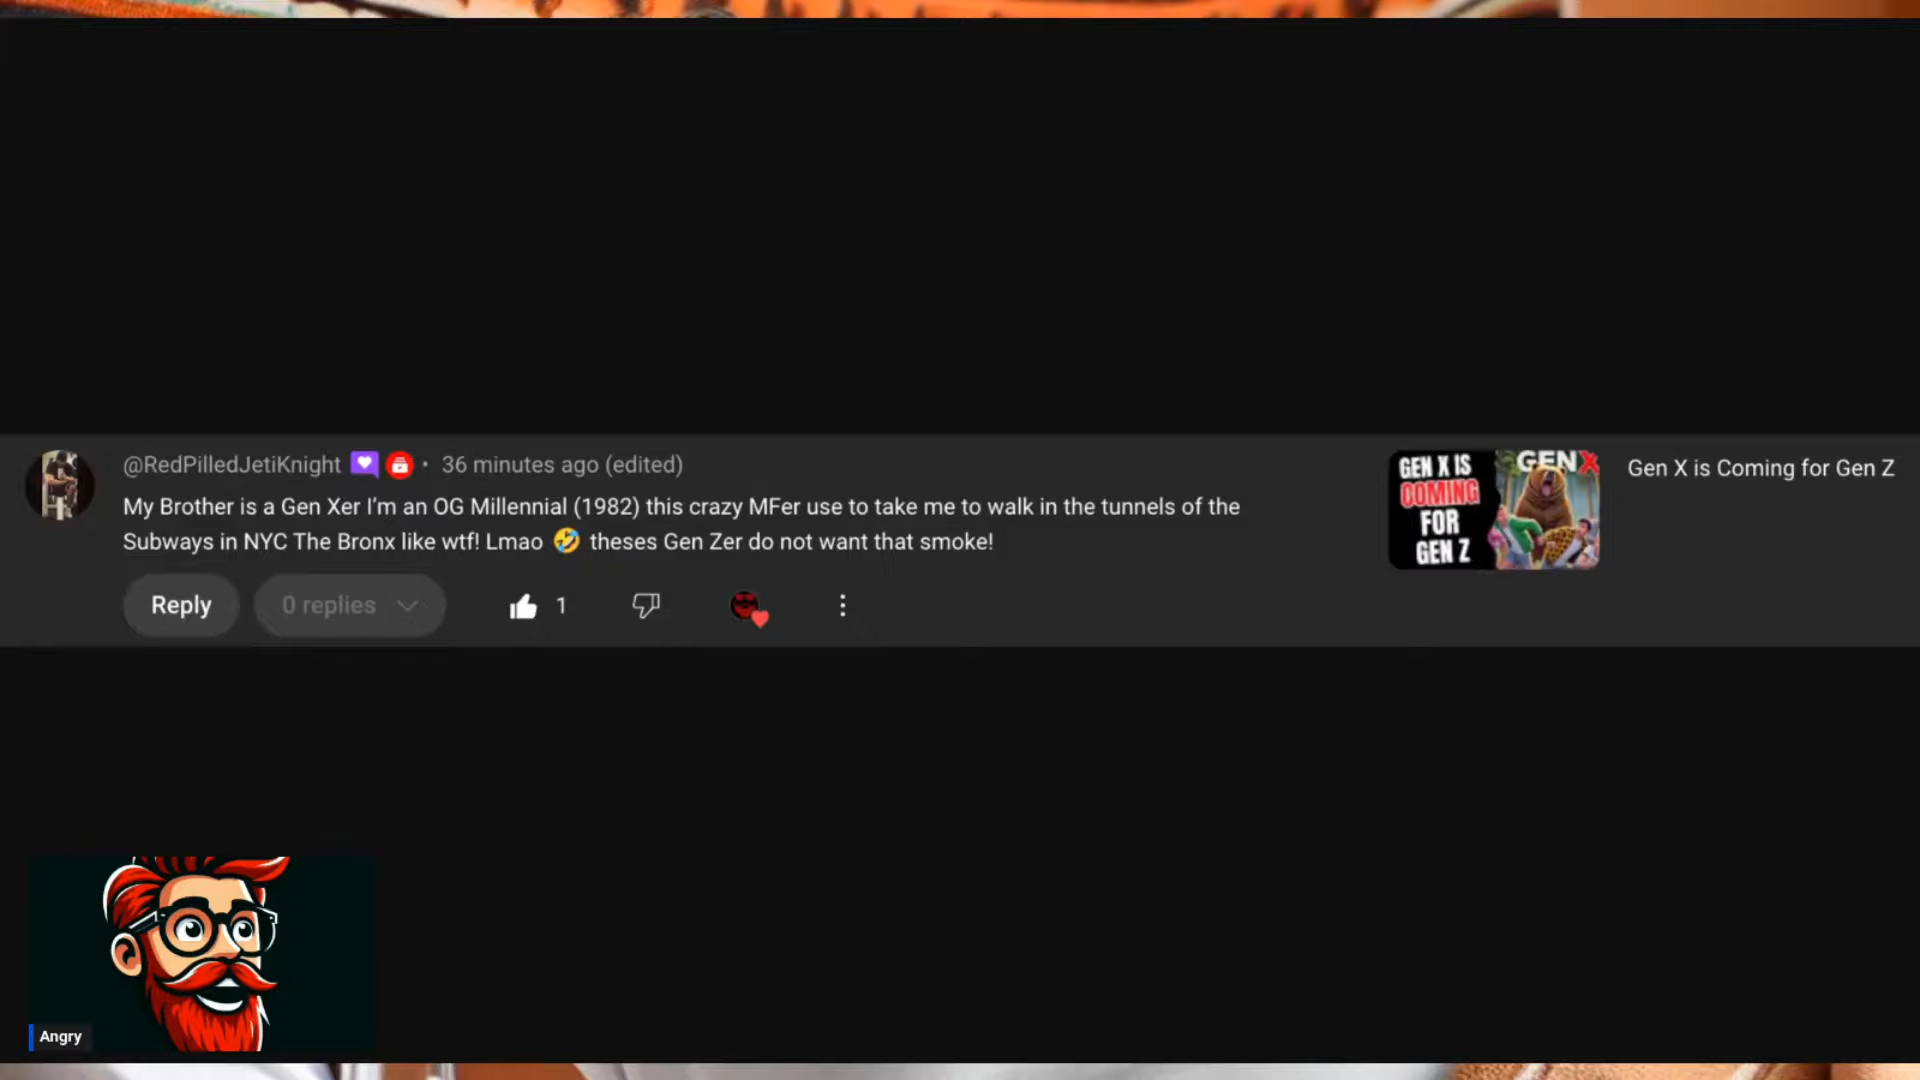 @RedPilledJetiKnight • 36 minutes ago (edited)
My Brother is a Gen Xer I'm an OG Millennial (1982) this crazy MFer use to take me to walk in the tunnels of the
Subways in NYC The Bronx like wtf! Lmao 🤣 theses Gen Zer do not want that smoke!
Reply
0 replies
1
GEN X IS
COMING
FOR
GEN Z
GEN X
Gen X is Coming for Gen Z
Angry